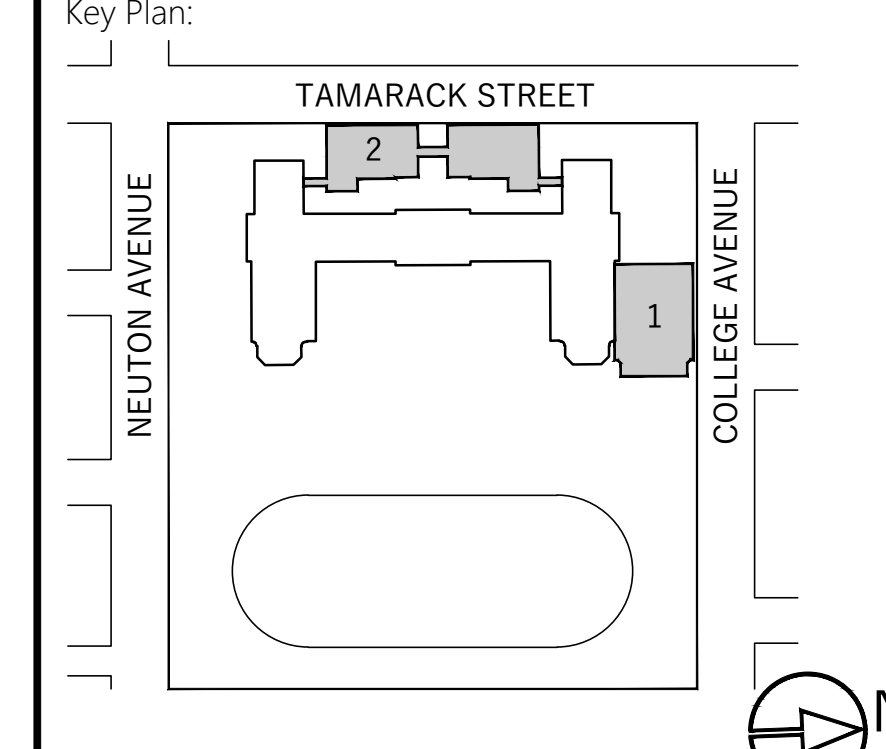 Key Plan:
TAMARACK STREET
2
NEUTON AVENUE
COLLEGE AVENUE
1
N